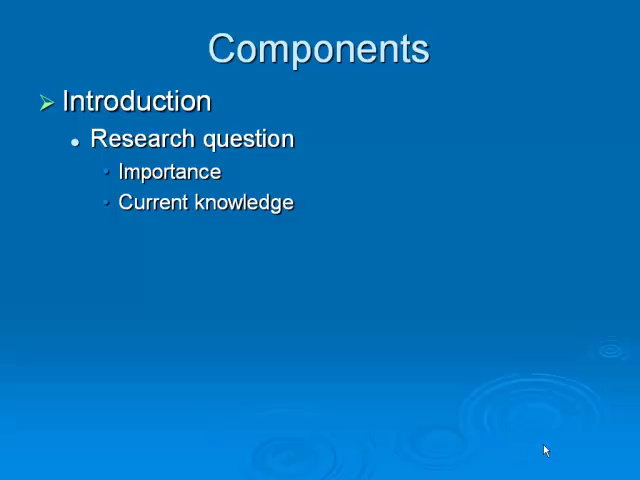 Components
Introduction
Research question
Importance
Current knowledge